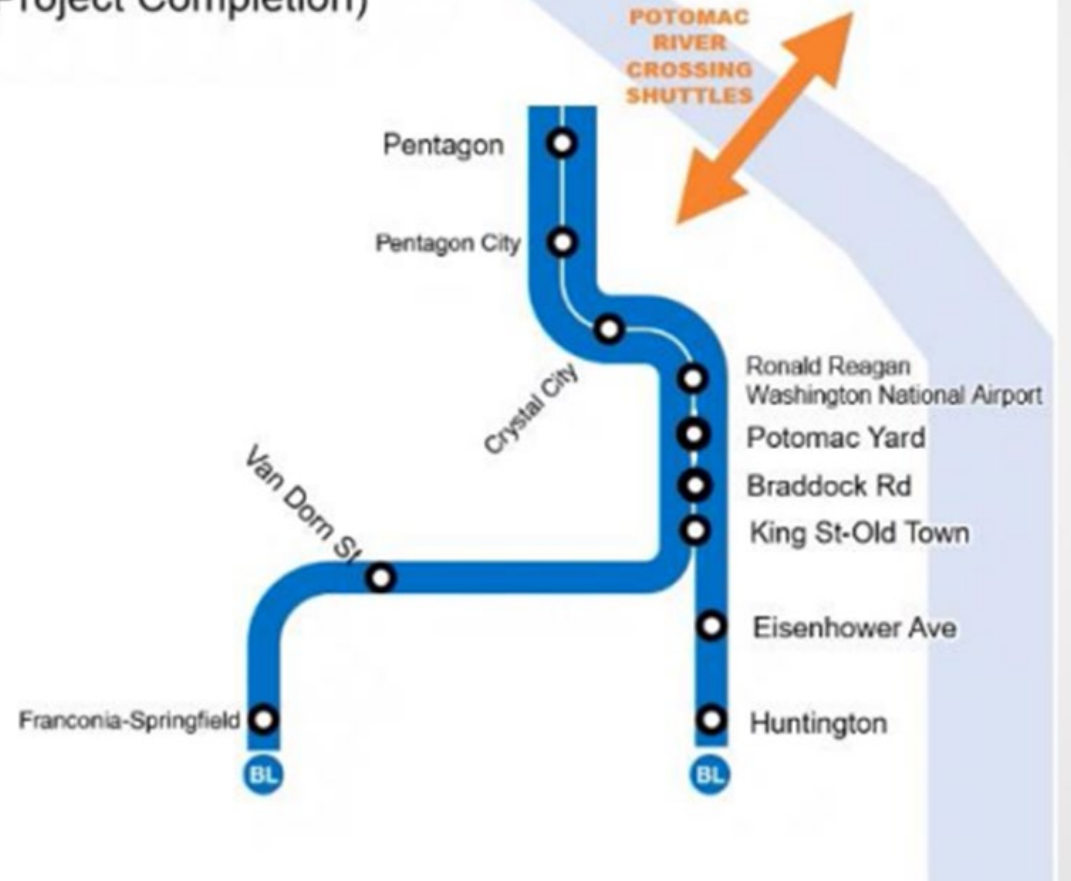 Project Completion)
POTOMAC
RIVER
CROSSING
SHUTTLES
Pentagon
Pentagon City
Crystal City
Ronald Reagan
Washington National Airport
Potomac Yard
Braddock Rd
King St-Old Town
Van Dorn St
Eisenhower Ave
Franconia-Springfield
Huntington
BL
BL